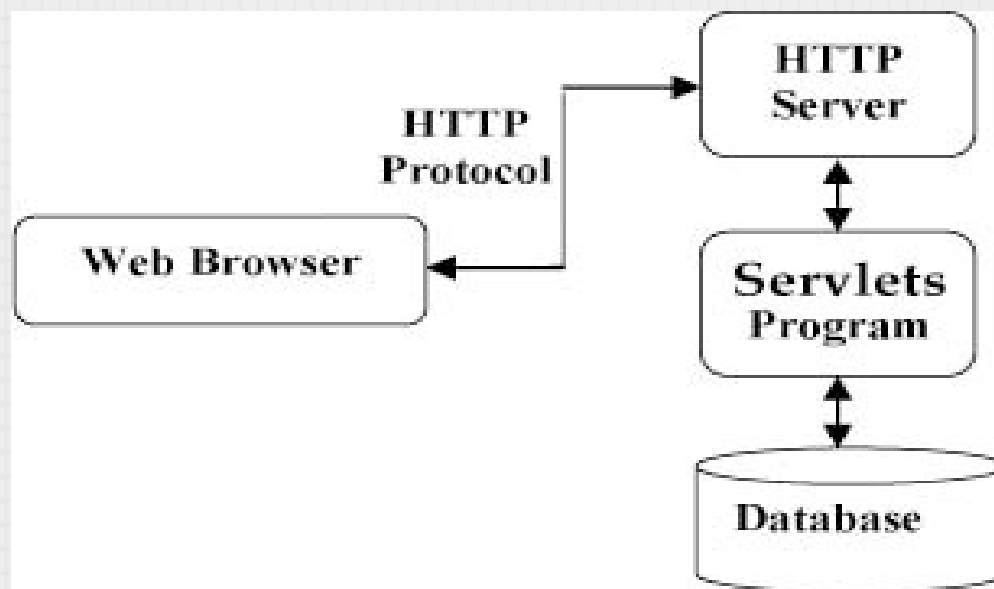 HTTP
Server
HTTP
Protocol
Web Browser
Servlets
Program
Database